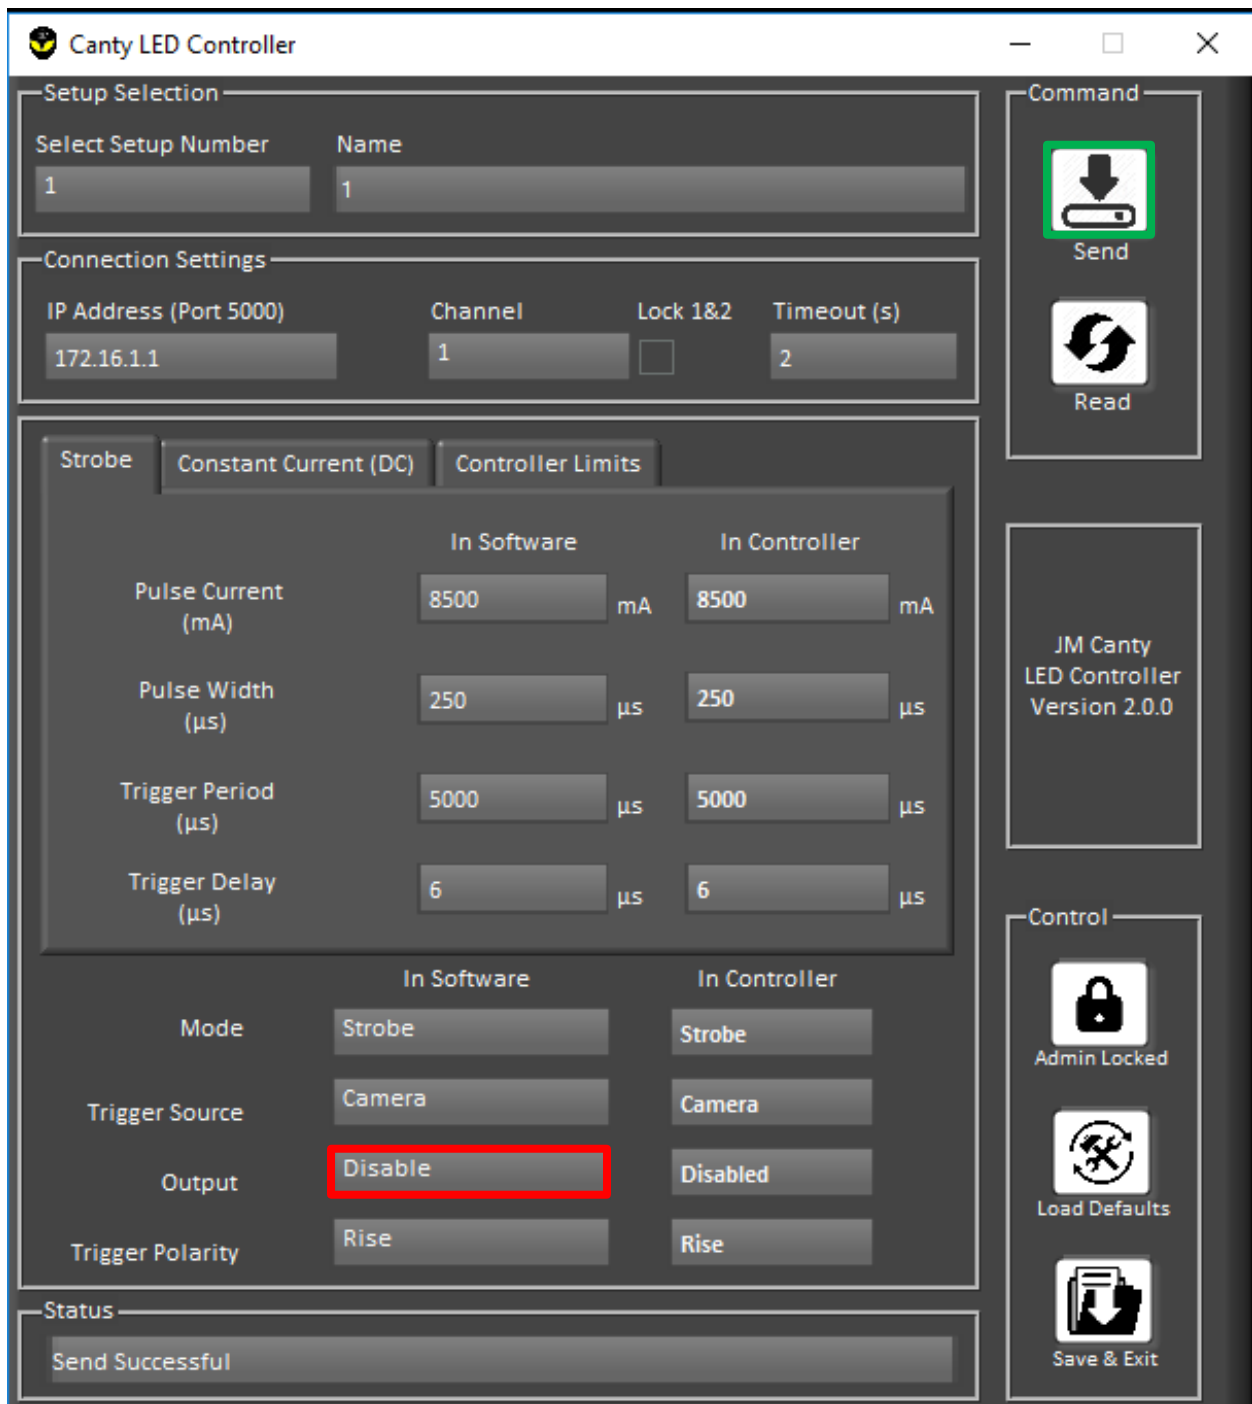 Canty LED Controller
Setup Selection
Select Setup Number Name
1 1
Connection Settings
IP Address (Port 5000) Channel Lock 1&2 Timeout (s)
172.16.1.1 1 2
Strobe Constant Current (DC) Controller Limits
In Software In Controller
Pulse Current
(mA)
8500 mA 8500 mA
Pulse Width
(µs)
250 µs 250 µs
Trigger Period
(µs)
5000 µs 5000 µs
Trigger Delay
(µs)
6 µs 6 µs
In Software In Controller
Mode Strobe Strobe
Trigger Source Camera Camera
Output Disable Disabled
Trigger Polarity Rise Rise
Status
Send Successful
Command
Send
Read
JM Canty
LED Controller
Version 2.0.0
Control
Admin Locked
Load Defaults
Save & Exit